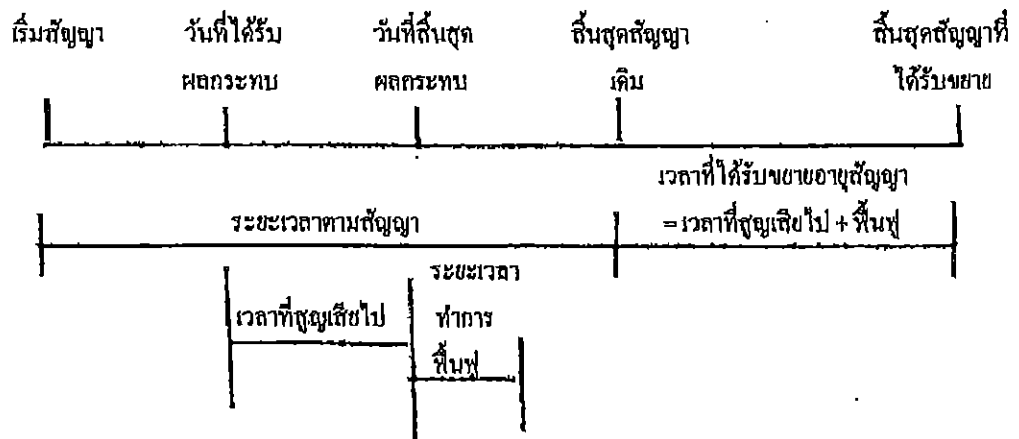 เริ่มสัญญา วันที่ได้รับ วันที่สิ้นสุด สิ้นสุดสัญญา สิ้นสุดสัญญาที่
ผลกระทบ ผลกระทบ เดิม ได้รับขยาย
เวลาที่ได้รับขยายอายุสัญญา
ระยะเวลาตามสัญญา =เวลาที่สูญเสียไป + ฟื้นฟู
ระยะเวลา
เวลาที่สูญเสียไป ทำการ
ฟื้นฟู